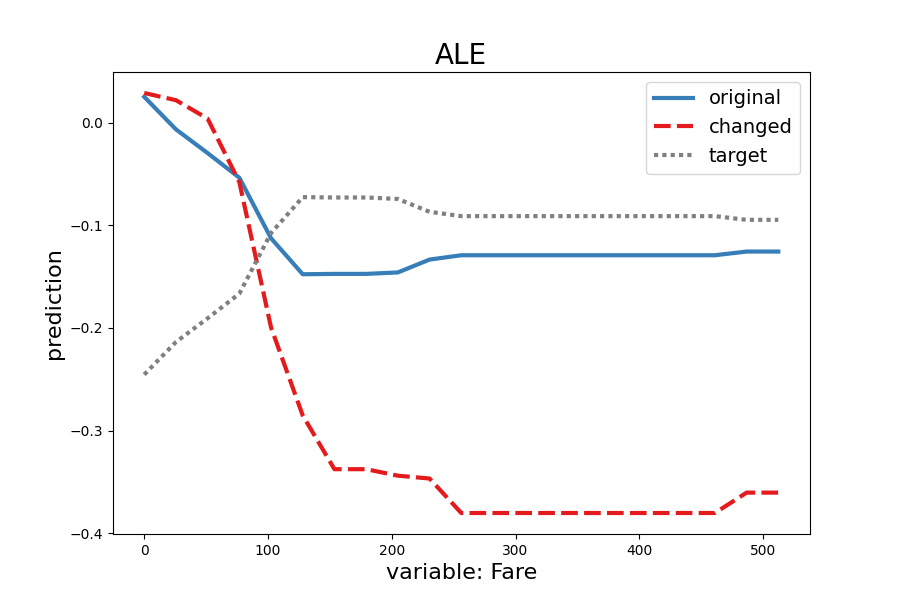 ALE
original
changed
target
prediction
0.0
−0.1
−0.2
−0.3
−0.4
0 100 200 300 400 500
variable: Fare